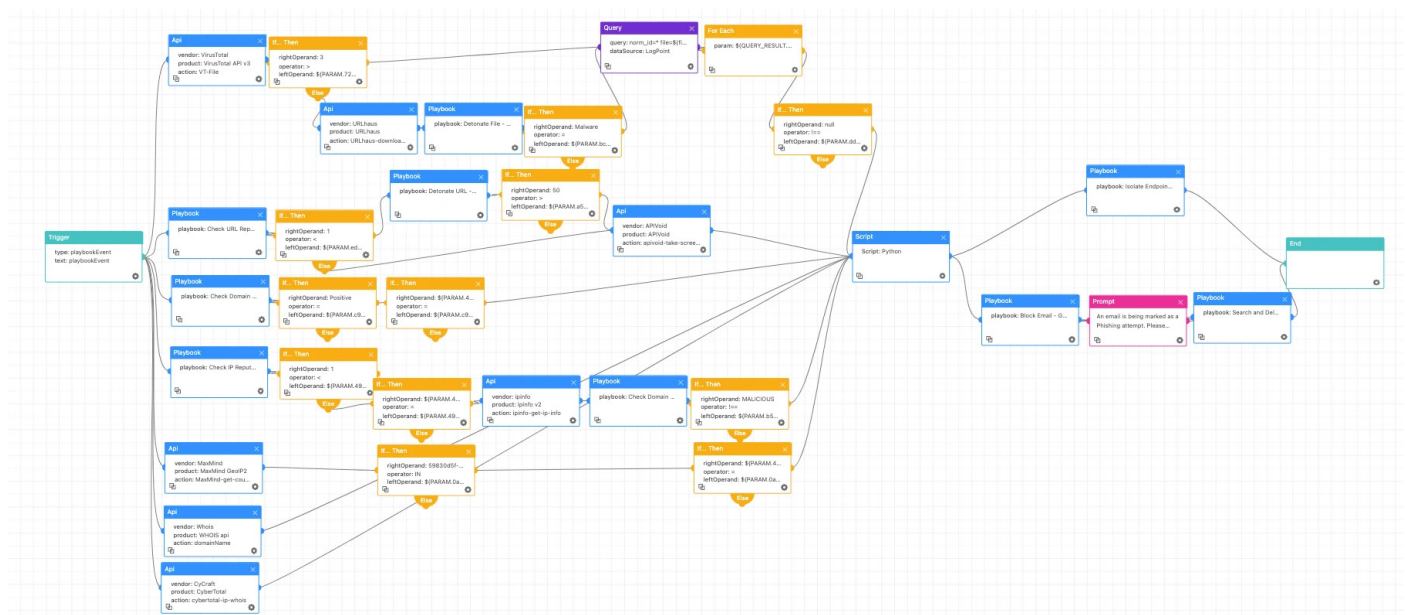 Api
vendor: VirusTotal
product: VirusTotal API v3
action: VT-File
If... Then
rightOperand: 3
operator: >
leftOperand: ${PARAM.72...
Else
Query
query: norm_id=* file=${fi...
dataSource: LogPoint
For Each
param: ${QUERY_RESULT....
Api
vendor: URLhaus
product: URLhaus
action: URLhaus-downloa...
Playbook
playbook: Detonate File - ...
If... Then
rightOperand: Malware
operator: =
leftOperand: ${PARAM.bc...
Else
If... Then
rightOperand: null
operator: !==
leftOperand: ${PARAM.dd...
Else
Playbook
playbook: Detonate URL -...
If... Then
rightOperand: 50
operator: >
leftOperand: ${PARAM.a5...
Else
Playbook
playbook: Isolate Endpoin...
Trigger
type: playbookEvent
text: playbookEvent
Playbook
playbook: Check URL Rep...
If... Then
rightOperand: 1
operator: <
leftOperand: ${PARAM.ed...
Else
Api
vendor: APIVoid
product: APIVoid
action: apivoid-take-scree...
Script
Script: Python
End
Playbook
playbook: Check Domain ...
If... Then
rightOperand: Positive
operator: =
leftOperand: ${PARAM.c9...
Else
If... Then
rightOperand: ${PARAM.4...
operator: =
leftOperand: ${PARAM.c9...
Else
Playbook
playbook: Block Email - G...
Prompt
An email is being marked as a
Phishing attempt. Please...
Playbook
playbook: Search and Del...
Playbook
playbook: Check IP Reput...
If... Then
rightOperand: 1
operator: <
leftOperand: ${PARAM.49...
Else
If... Then
rightOperand: ${PARAM.4...
operator: =
leftOperand: ${PARAM.49...
Else
Api
vendor: ipinfo
product: ipinfo v2
action: ipinfo-get-ip-info
Playbook
playbook: Check Domain ...
If... Then
rightOperand: MALICIOUS
operator: !==
leftOperand: ${PARAM.b5...
Else
Api
vendor: MaxMind
product: MaxMind GeoIP2
action: MaxMind-get-cou...
If... Then
rightOperand: 59830d5f-...
operator: IN
leftOperand: ${PARAM.0a...
Else
If... Then
rightOperand: ${PARAM.4...
operator: =
leftOperand: ${PARAM.0a...
Else
Api
vendor: Whois
product: WHOIS api
action: domainName
Api
vendor: CyCraft
product: CyberTotal
action: cybertotal-ip-whois